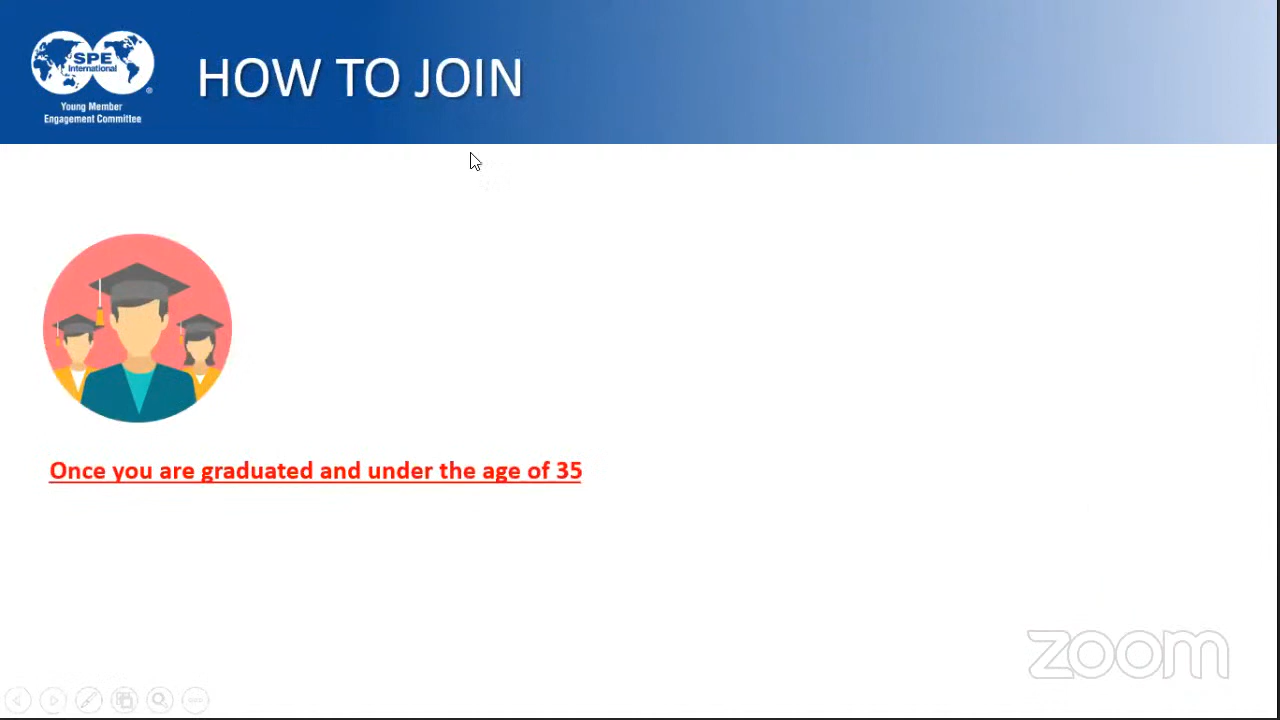 SPE
International
Young Member
Engagement Committee
HOW TO JOIN
Once you are graduated and under the age of 35
zoom